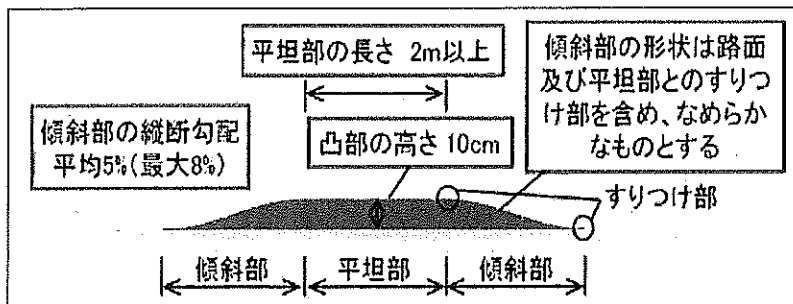 平坦部の長さ 2m以上
傾斜部の形状は路面
及び平坦部とのすりつ
け部を含め、なめらか
なものとする
傾斜部の縦断勾配
平均5%(最大8%)
凸部の高さ 10cm
すりつけ部
傾斜部
平坦部
傾斜部